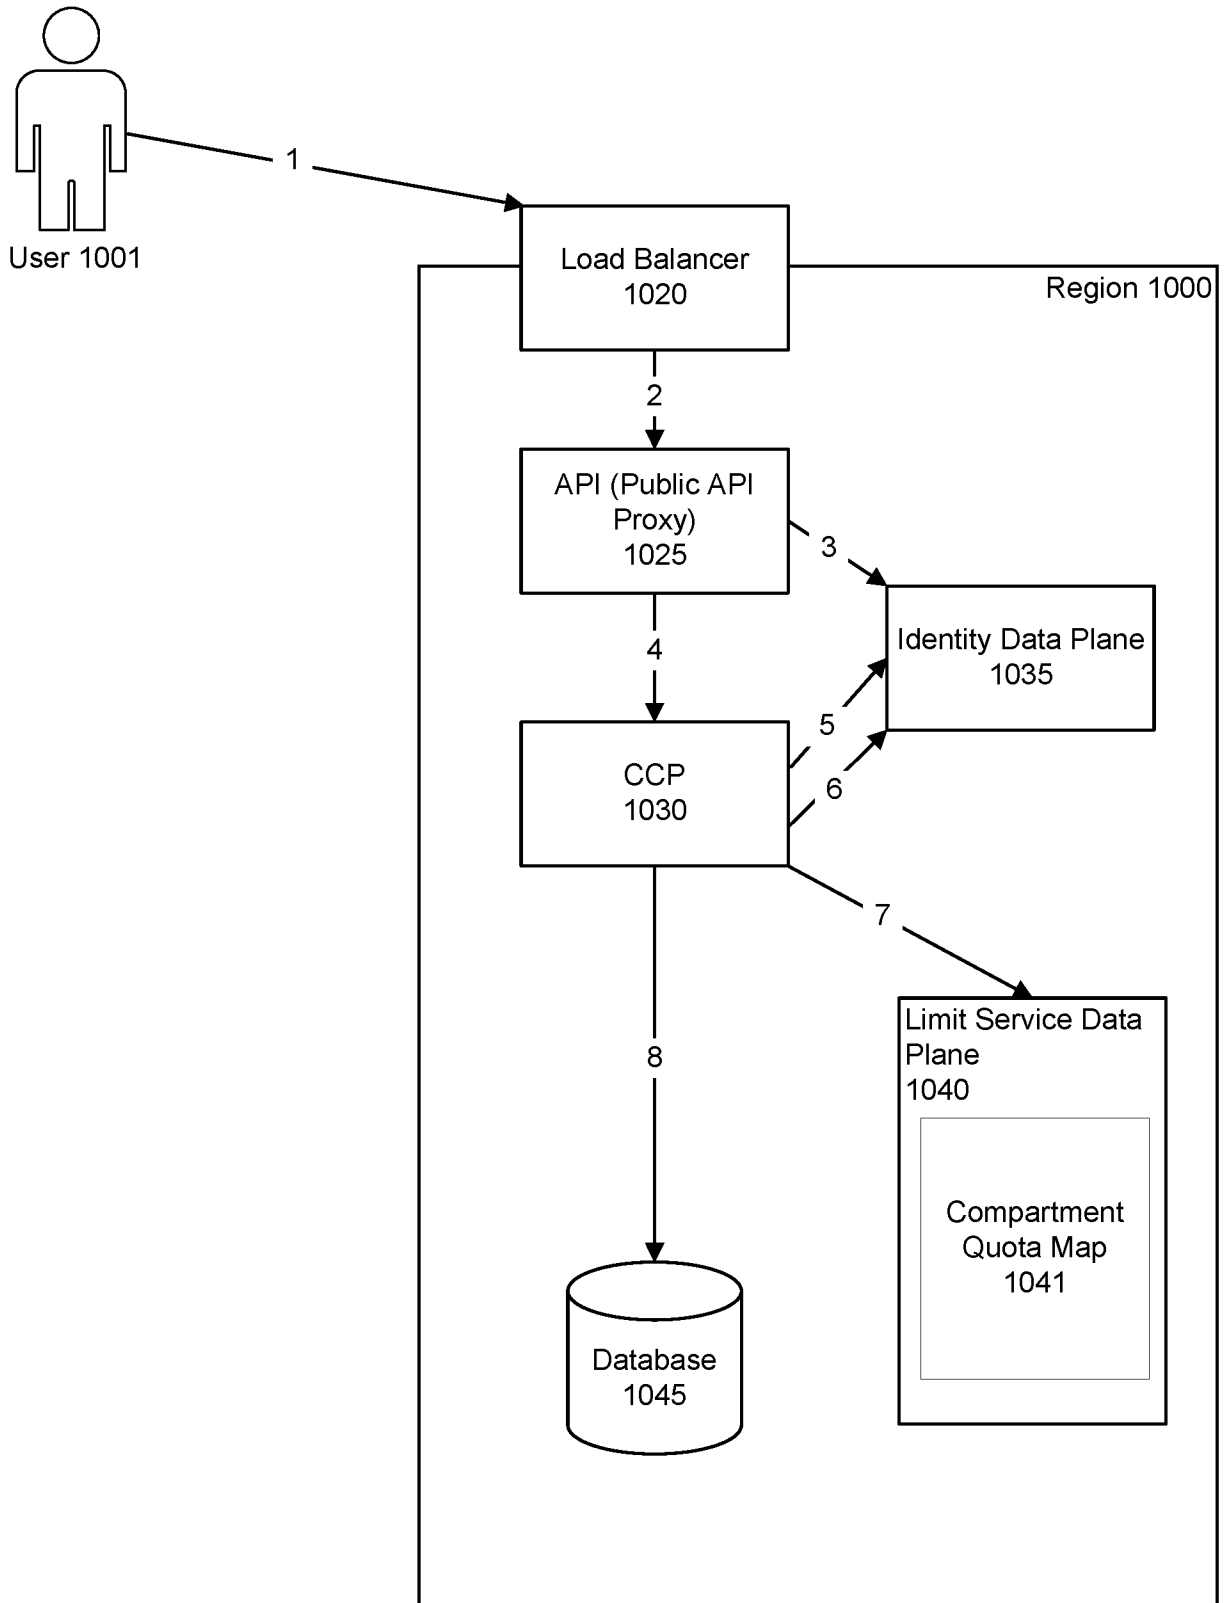 User 1001
1
Load Balancer
1020
Region 1000
2
API (Public API
Proxy)
1025
3
Identity Data Plane
1035
4
5
CCP
1030
6
7
Limit Service Data
Plane
1040
8
Compartment
Quota Map
1041
Database
1045